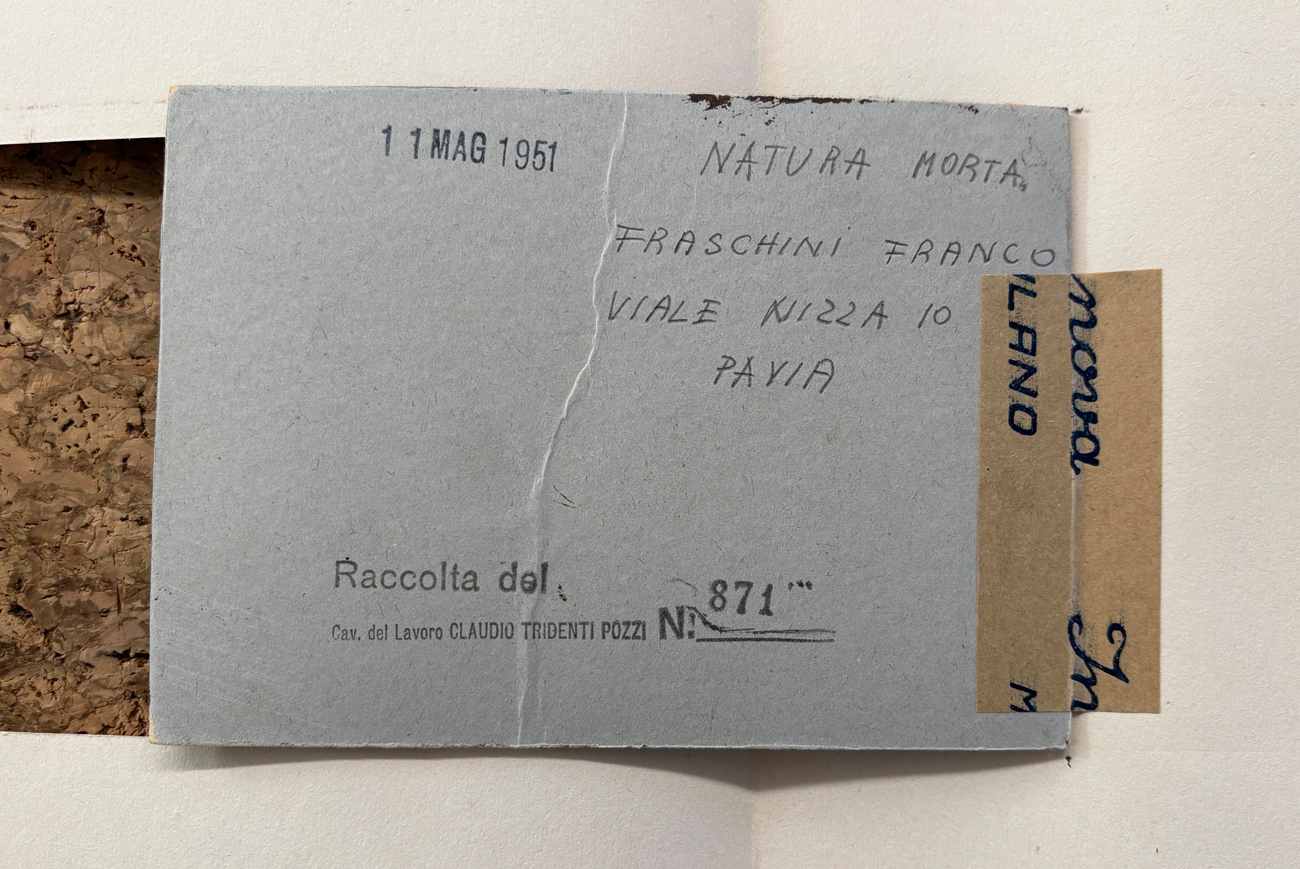 11 MAG 1951
NATURA MORTA
FRASCHINI FRANCO
VIALE NIZZA 10
PAVIA
Raccolta del
Cav. del Lavoro CLAUDIO TRIDENTI POZZI N. 871
M ILANO